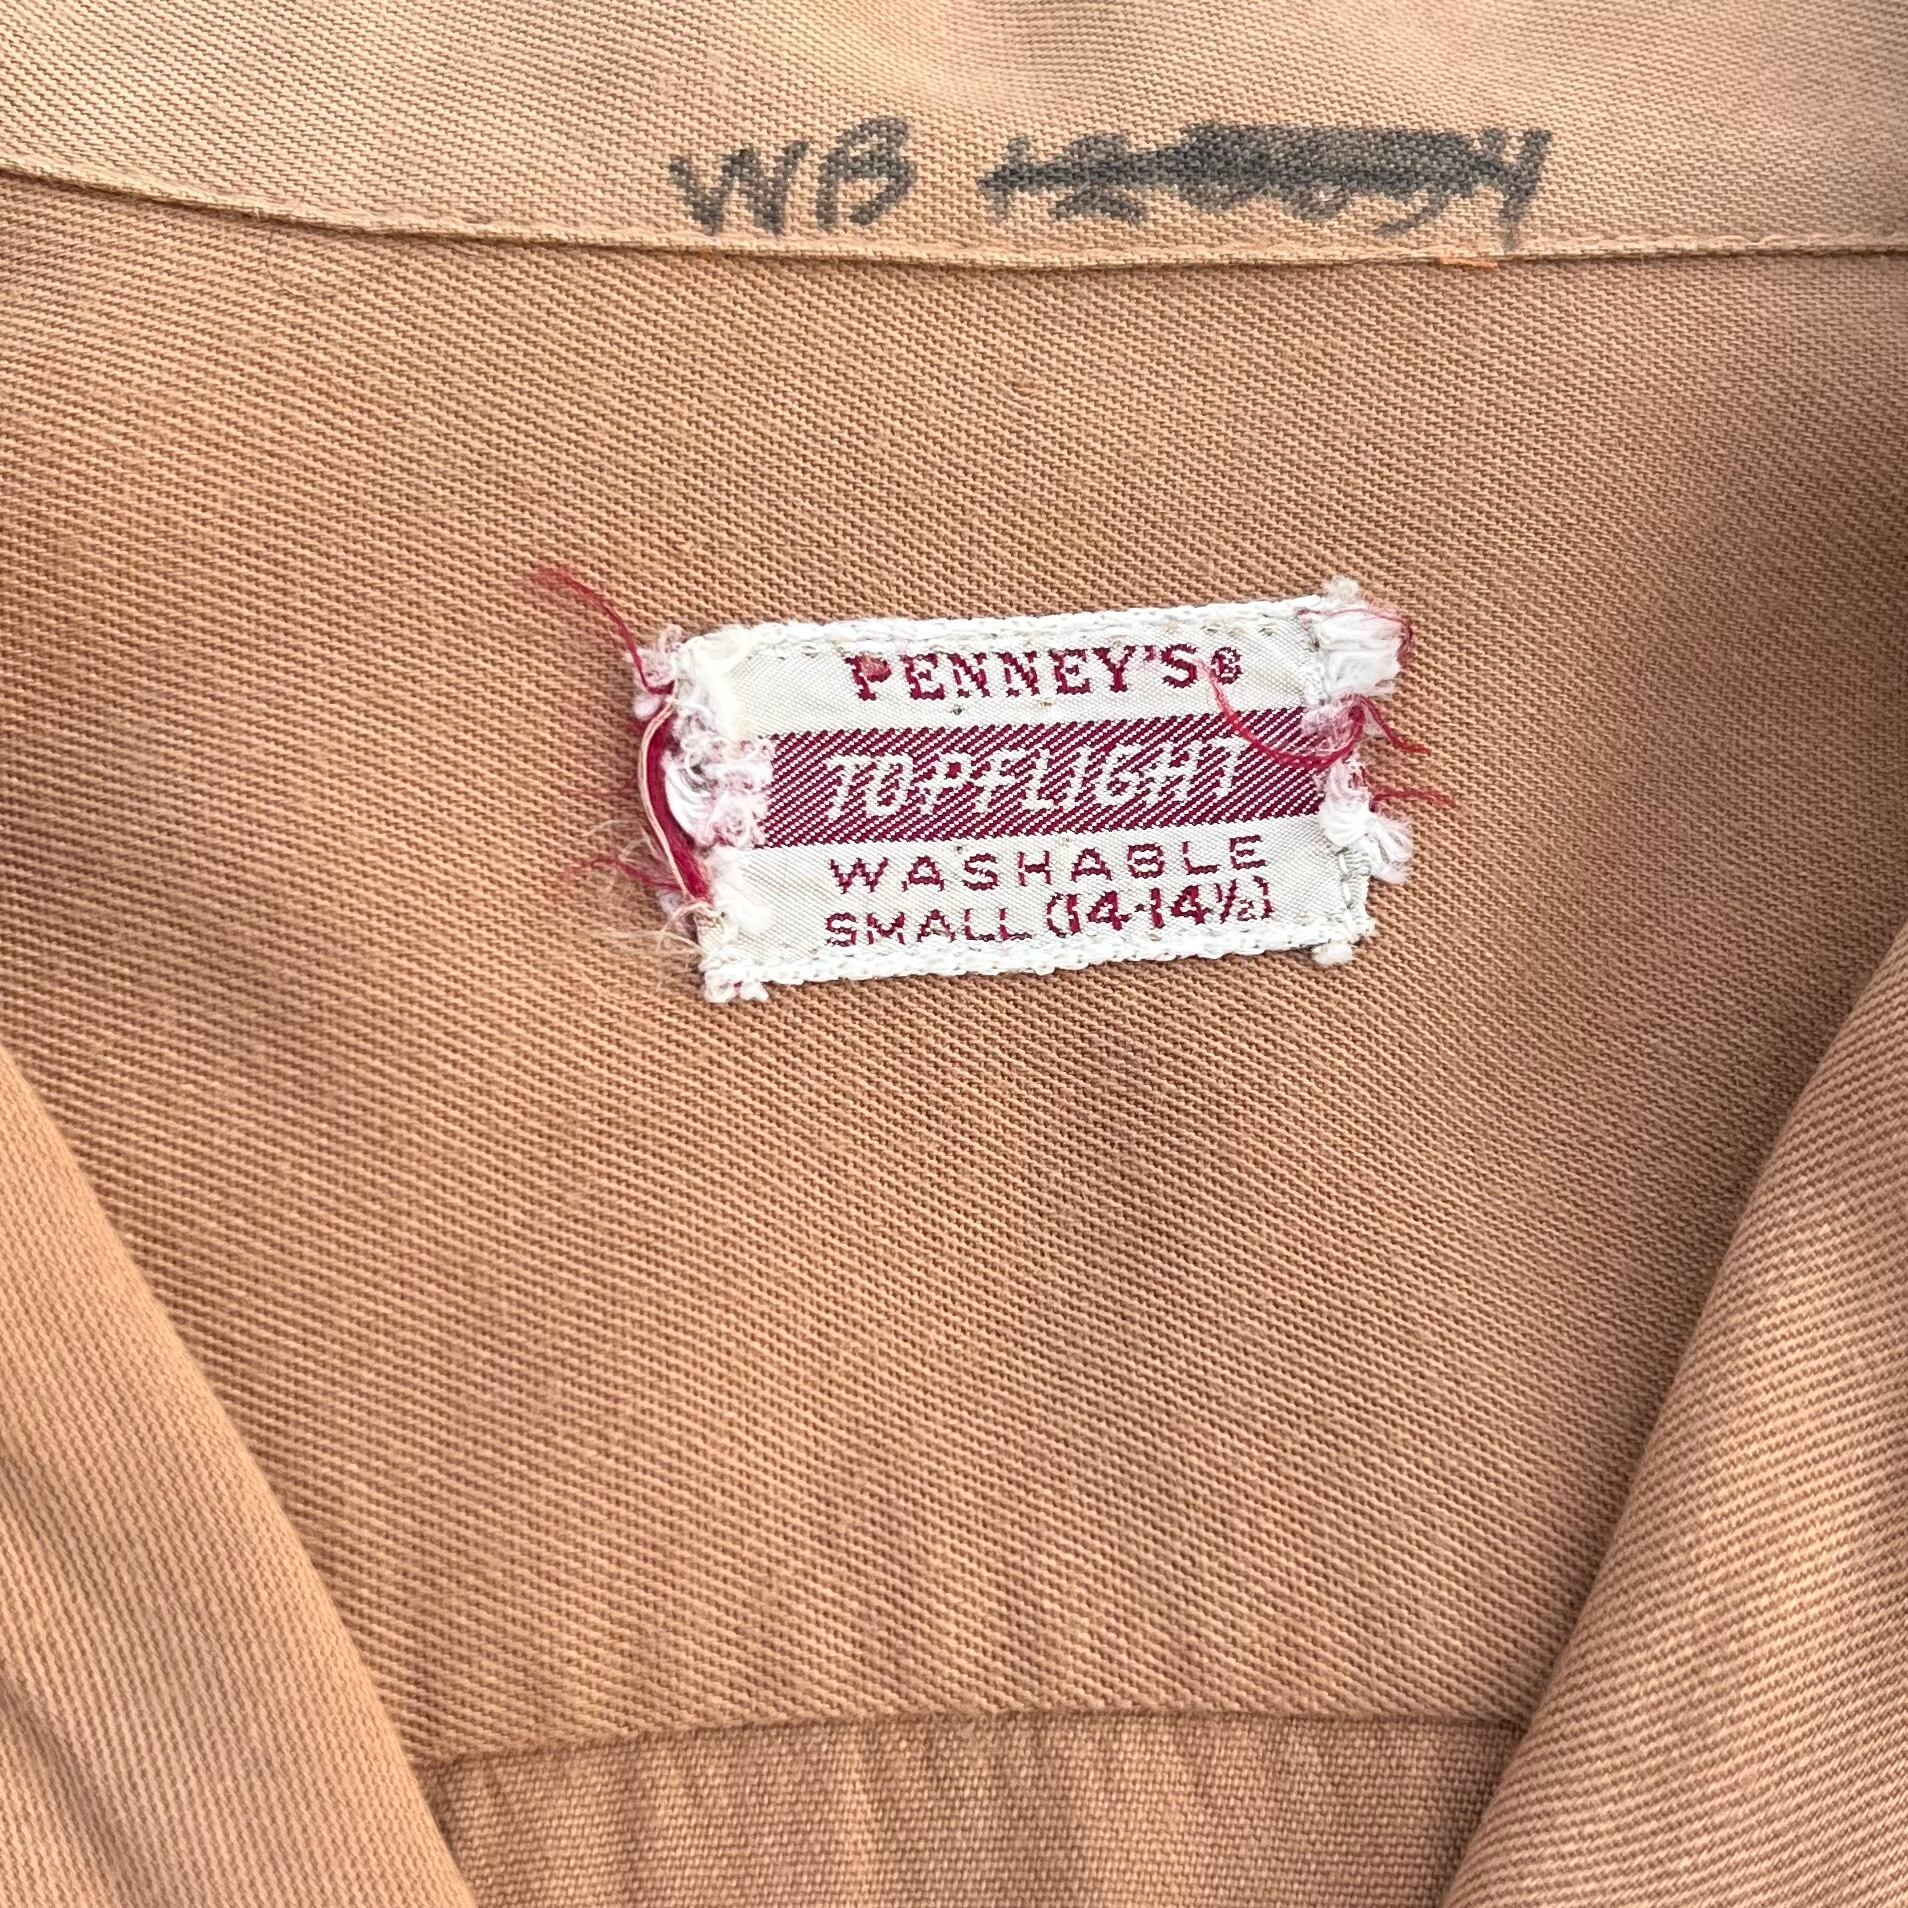 WB
PENNEY'S®
TOPFLIGHT
WASHABLE
SMALL (14-14½)